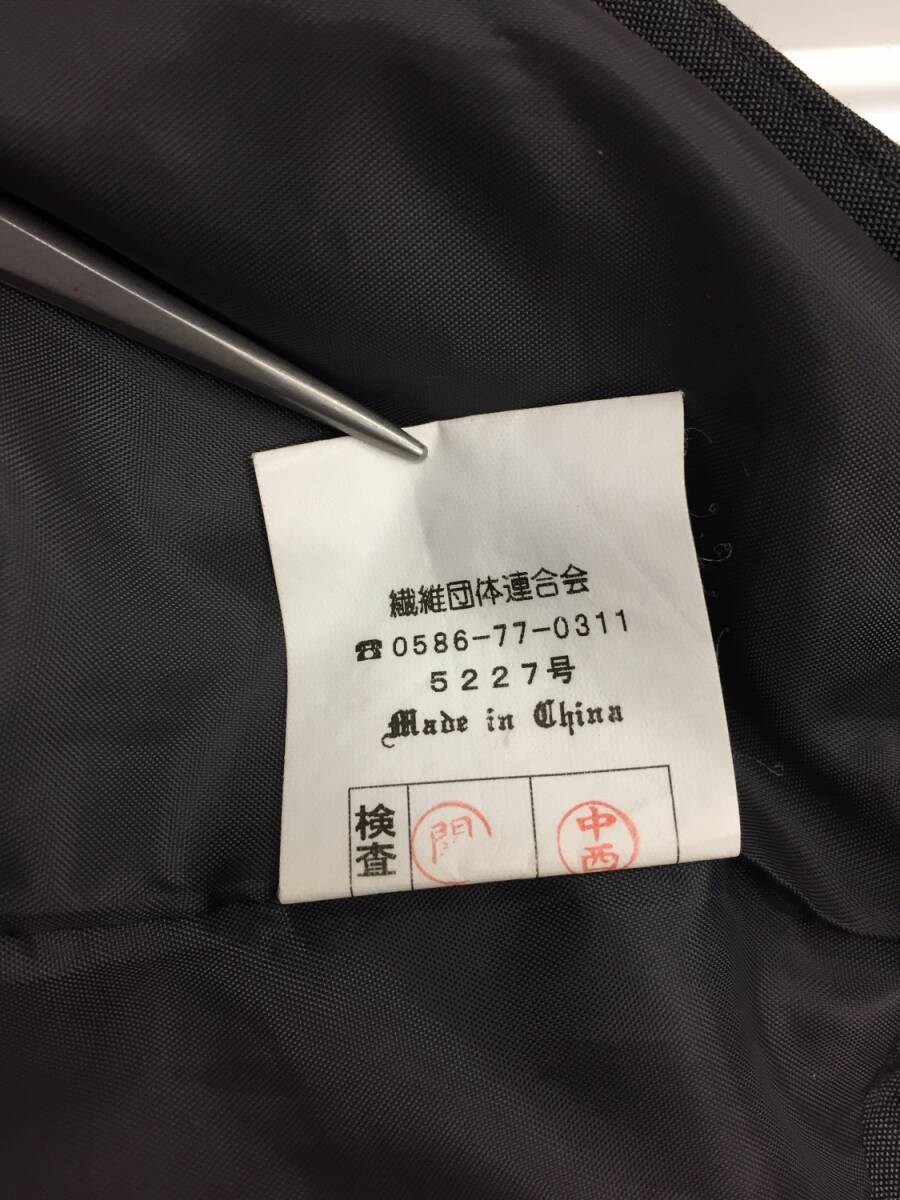 繊維団体連合会
☎0586-77-0311
5227号
Made in China
検査
中西